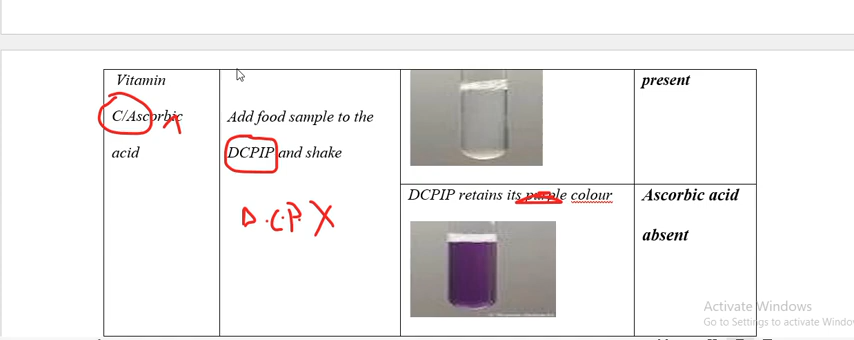 Vitamin
C/Ascorbic
acid
Add food sample to the
DCPIP and shake
D.C.P. X
present
DCPIP retains its purple colour
Ascorbic acid
absent
Activate Windows
Go to Settings to activate Windo